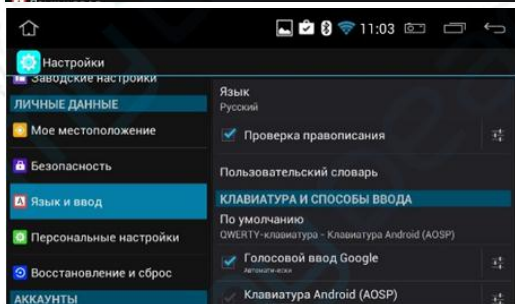 11:03
Настройки
Заводские настройки
ЛИЧНЫЕ ДАННЫЕ
Мое местоположение
Безопасность
Язык и ввод
Персональные настройки
Восстановление и сброс
АККАУНТЫ
Язык
Русский
Проверка правописания
Пользовательский словарь
КЛАВИАТУРА И СПОСОБЫ ВВОДА
По умолчанию
QWERTY-клавиатура - Клавиатура Android (AOSP)
Голосовой ввод Google
Автоматически
Клавиатура Android (AOSP)